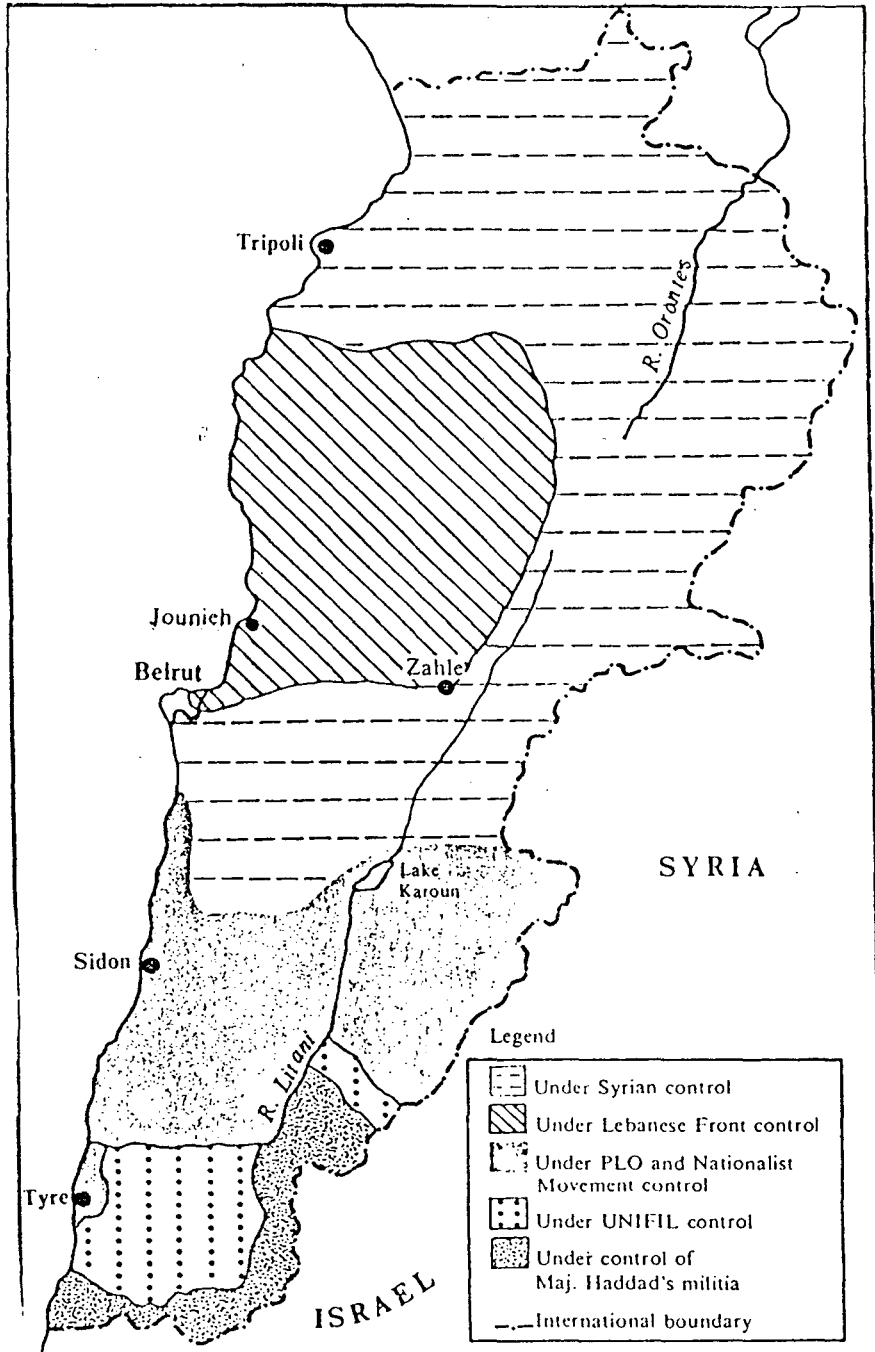 Tripoli
R. Orontes
Jounieh
Beirut
Zahle
SYRIA
Lake
Karoun
Sidon
R. Litani
Tyre
ISRAEL
Legend
Under Syrian control
Under Lebanese Front control
Under PLO and Nationalist
Movement control
Under UNIFIL control
Under control of
Maj. Haddad's militia
International boundary